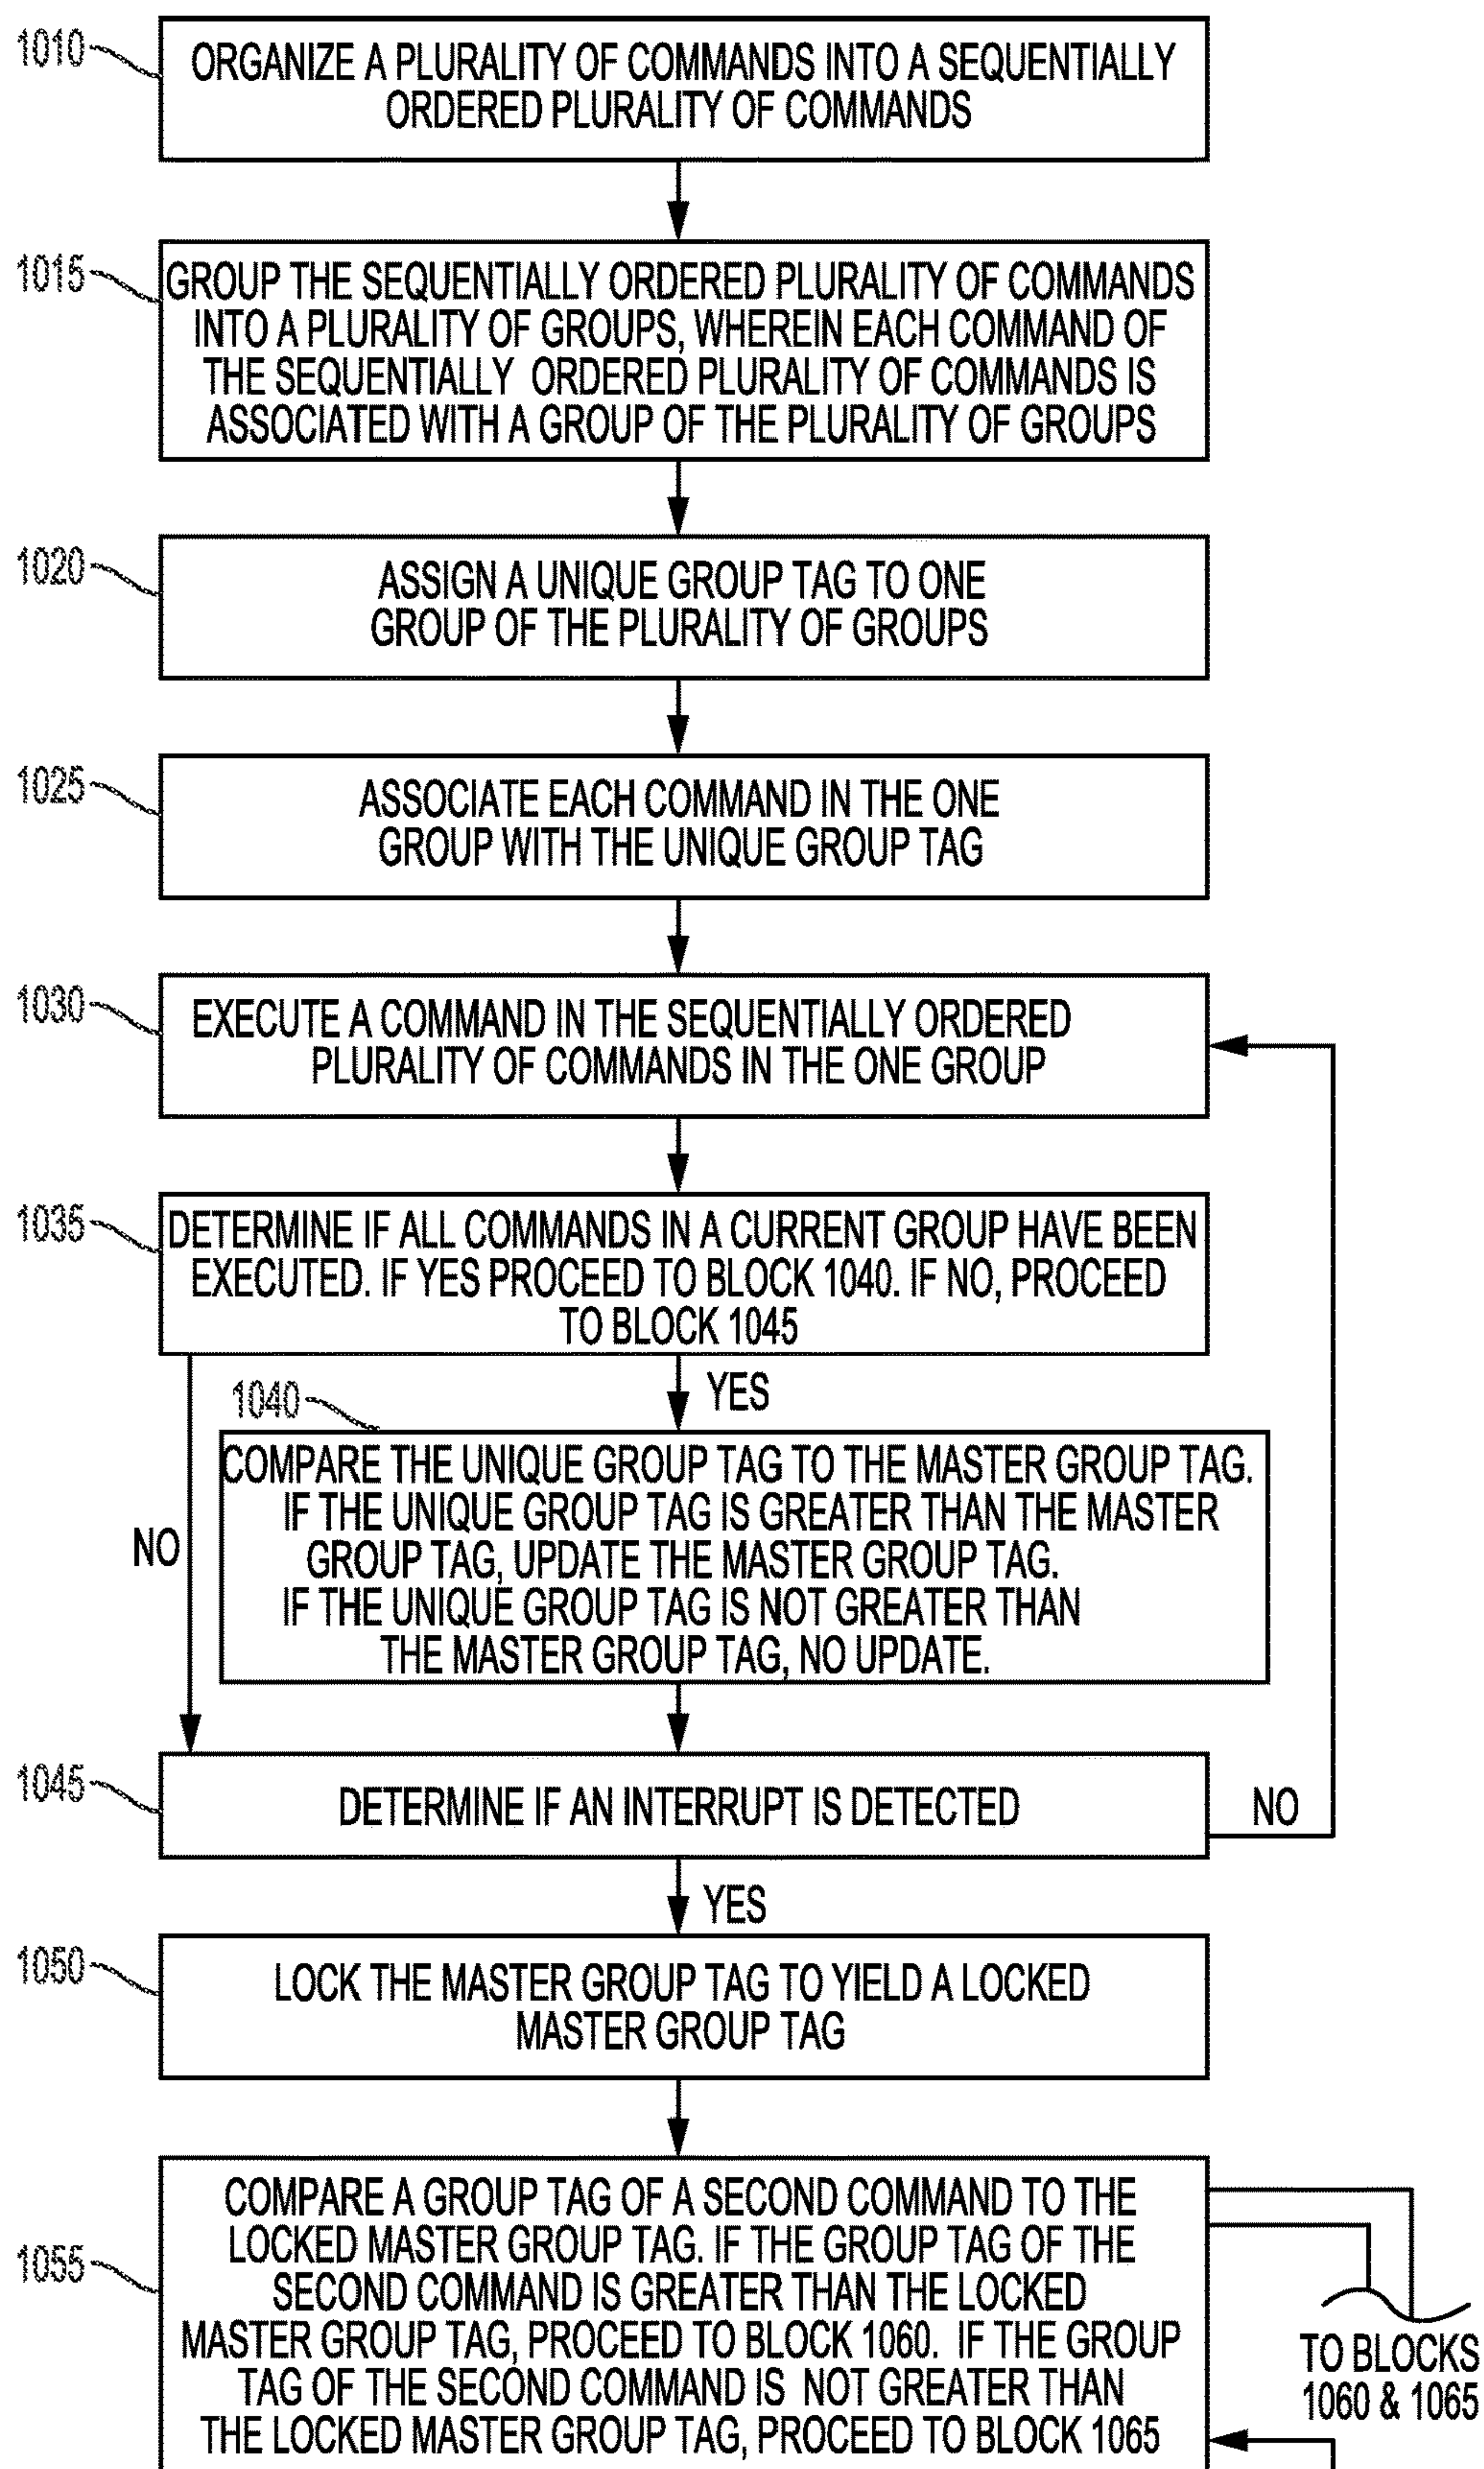 1010
ORGANIZE A PLURALITY OF COMMANDS INTO A SEQUENTIALLY
ORDERED PLURALITY OF COMMANDS
1015
GROUP THE SEQUENTIALLY ORDERED PLURALITY OF COMMANDS
INTO A PLURALITY OF GROUPS, WHEREIN EACH COMMAND OF
THE SEQUENTIALLY ORDERED PLURALITY OF COMMANDS IS
ASSOCIATED WITH A GROUP OF THE PLURALITY OF GROUPS
1020
ASSIGN A UNIQUE GROUP TAG TO ONE
GROUP OF THE PLURALITY OF GROUPS
1025
ASSOCIATE EACH COMMAND IN THE ONE
GROUP WITH THE UNIQUE GROUP TAG
1030
EXECUTE A COMMAND IN THE SEQUENTIALLY ORDERED
PLURALITY OF COMMANDS IN THE ONE GROUP
1035
DETERMINE IF ALL COMMANDS IN A CURRENT GROUP HAVE BEEN
EXECUTED. IF YES PROCEED TO BLOCK 1040. IF NO, PROCEED
TO BLOCK 1045
YES
1040
COMPARE THE UNIQUE GROUP TAG TO THE MASTER GROUP TAG.
IF THE UNIQUE GROUP TAG IS GREATER THAN THE MASTER
GROUP TAG, UPDATE THE MASTER GROUP TAG.
IF THE UNIQUE GROUP TAG IS NOT GREATER THAN
THE MASTER GROUP TAG, NO UPDATE.
NO
1045
DETERMINE IF AN INTERRUPT IS DETECTED
NO
YES
1050
LOCK THE MASTER GROUP TAG TO YIELD A LOCKED
MASTER GROUP TAG
1055
COMPARE A GROUP TAG OF A SECOND COMMAND TO THE
LOCKED MASTER GROUP TAG. IF THE GROUP TAG OF THE
SECOND COMMAND IS GREATER THAN THE LOCKED
MASTER GROUP TAG, PROCEED TO BLOCK 1060. IF THE GROUP
TAG OF THE SECOND COMMAND IS NOT GREATER THAN
THE LOCKED MASTER GROUP TAG, PROCEED TO BLOCK 1065
TO BLOCKS
1060 & 1065